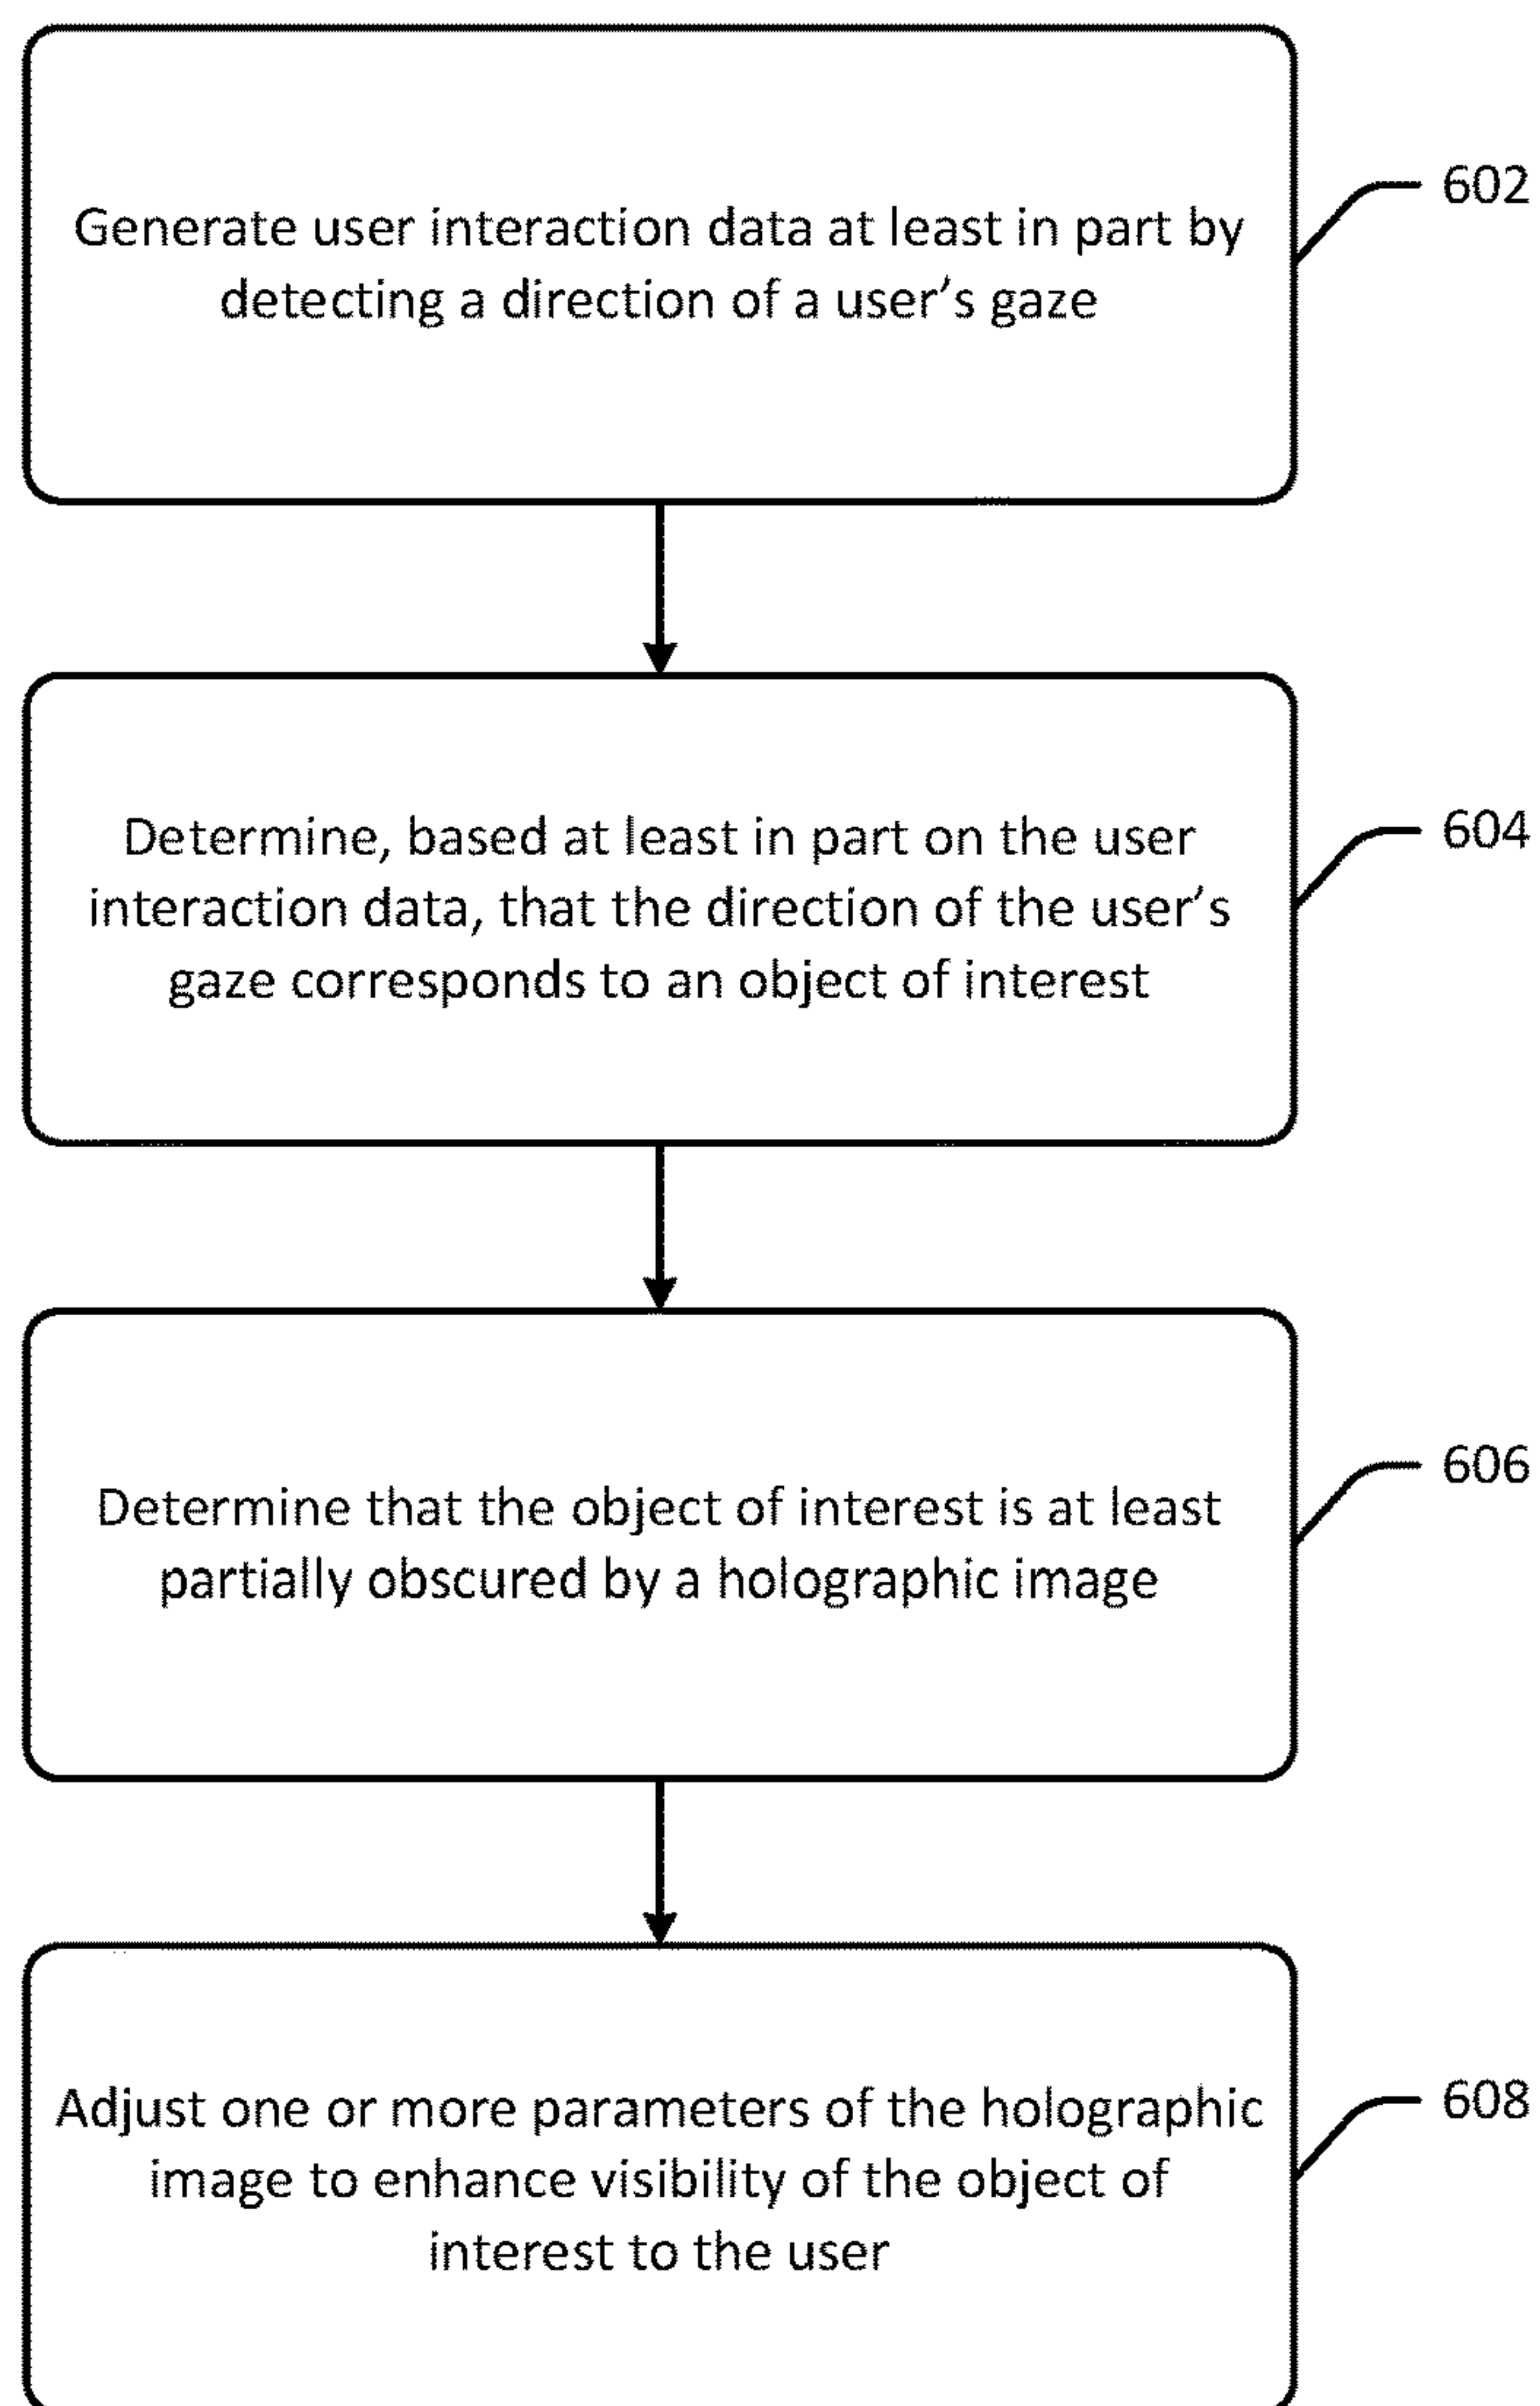 Generate user interaction data at least in part by
detecting a direction of a user's gaze
602
Determine, based at least in part on the user
interaction data, that the direction of the user's
gaze corresponds to an object of interest
604
Determine that the object of interest is at least
partially obscured by a holographic image
606
Adjust one or more parameters of the holographic
image to enhance visibility of the object of
interest to the user
608